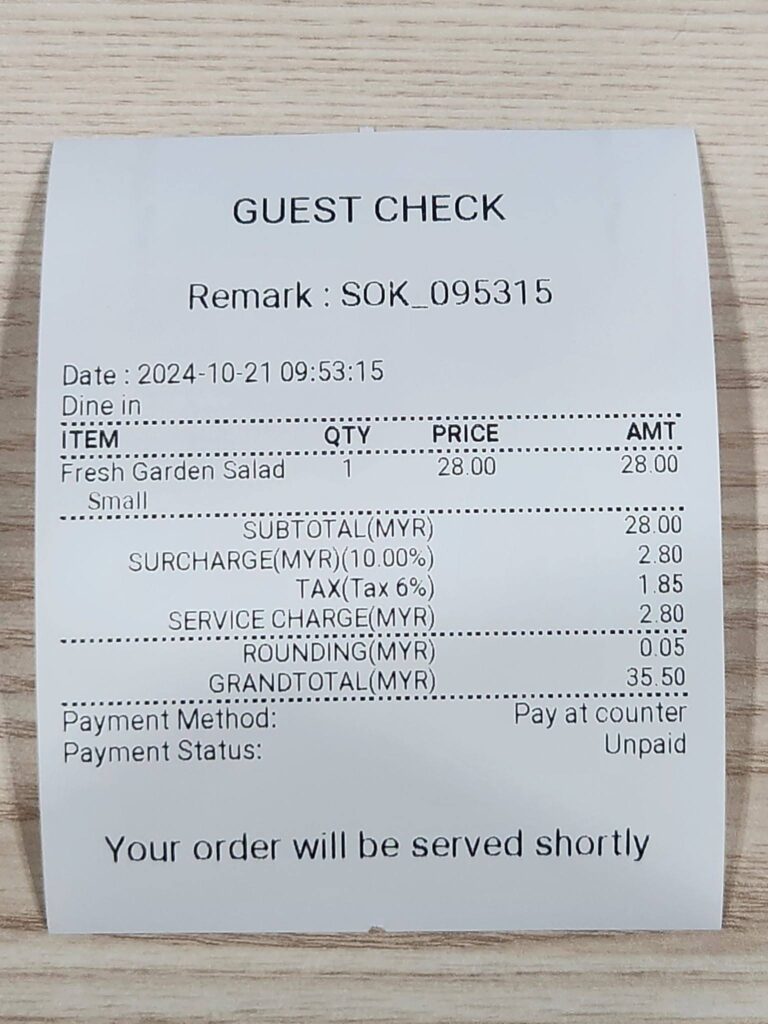 GUEST CHECK
Remark : SOK_095315
Date : 2024-10-21 09:53:15
Dine in
ITEM QTY PRICE AMT
Fresh Garden Salad 1 28.00 28.00
Small
SUBTOTAL(MYR) 28.00
SURCHARGE(MYR)(10.00%) 2.80
TAX(Tax 6%) 1.85
SERVICE CHARGE(MYR) 2.80
ROUNDING(MYR) 0.05
GRANDTOTAL(MYR) 35.50
Payment Method: Pay at counter
Payment Status: Unpaid
Your order will be served shortly